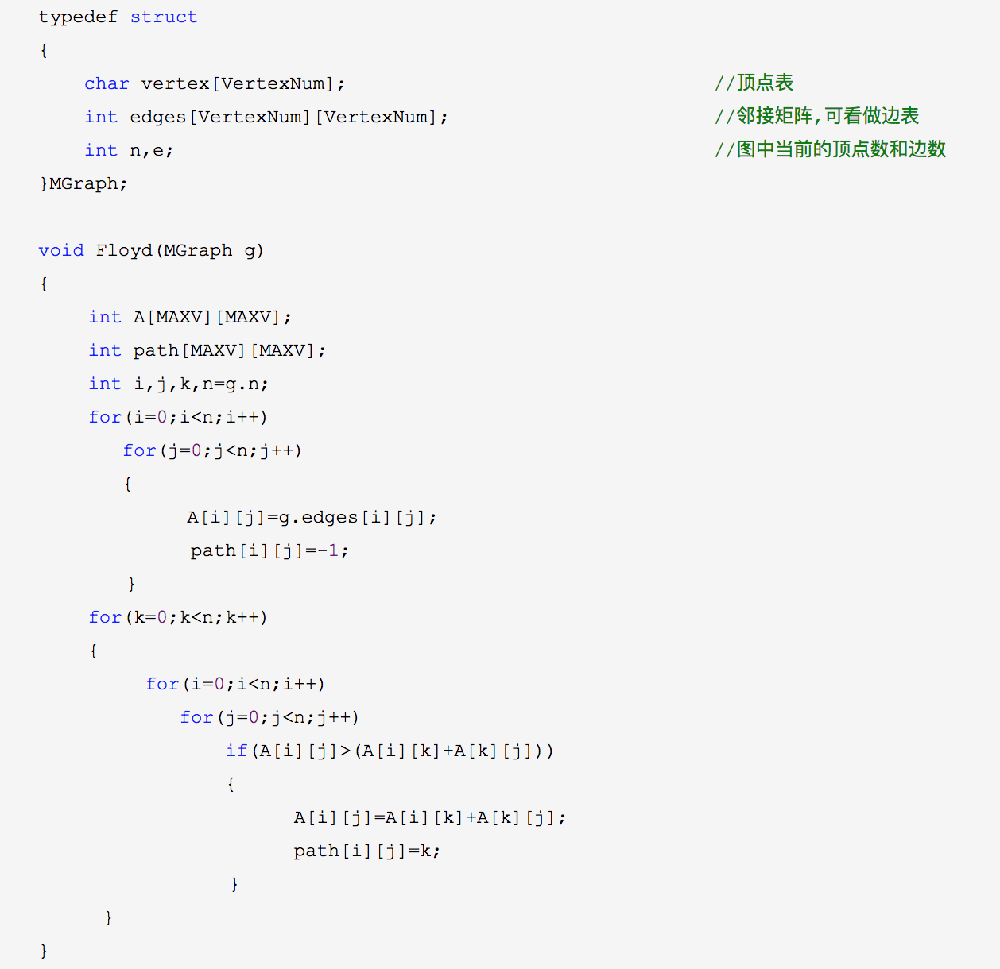 typedef struct
{
char vertex[VertexNum]; //顶点表
int edges[VertexNum][VertexNum]; //邻接矩阵,可看做边表
int n,e; //图中当前的顶点数和边数
}MGraph;
void Floyd(MGraph g)
{
int A[MAXV][MAXV];
int path[MAXV][MAXV];
int i,j,k,n=g.n;
for(i=0;i<n;i++)
for(j=0;j<n;j++)
{
A[i][j]=g.edges[i][j];
path[i][j]=-1;
}
for(k=0;k<n;k++)
{
for(i=0;i<n;i++)
for(j=0;j<n;j++)
if(A[i][j]>(A[i][k]+A[k][j]))
{
A[i][j]=A[i][k]+A[k][j];
path[i][j]=k;
}
}
}